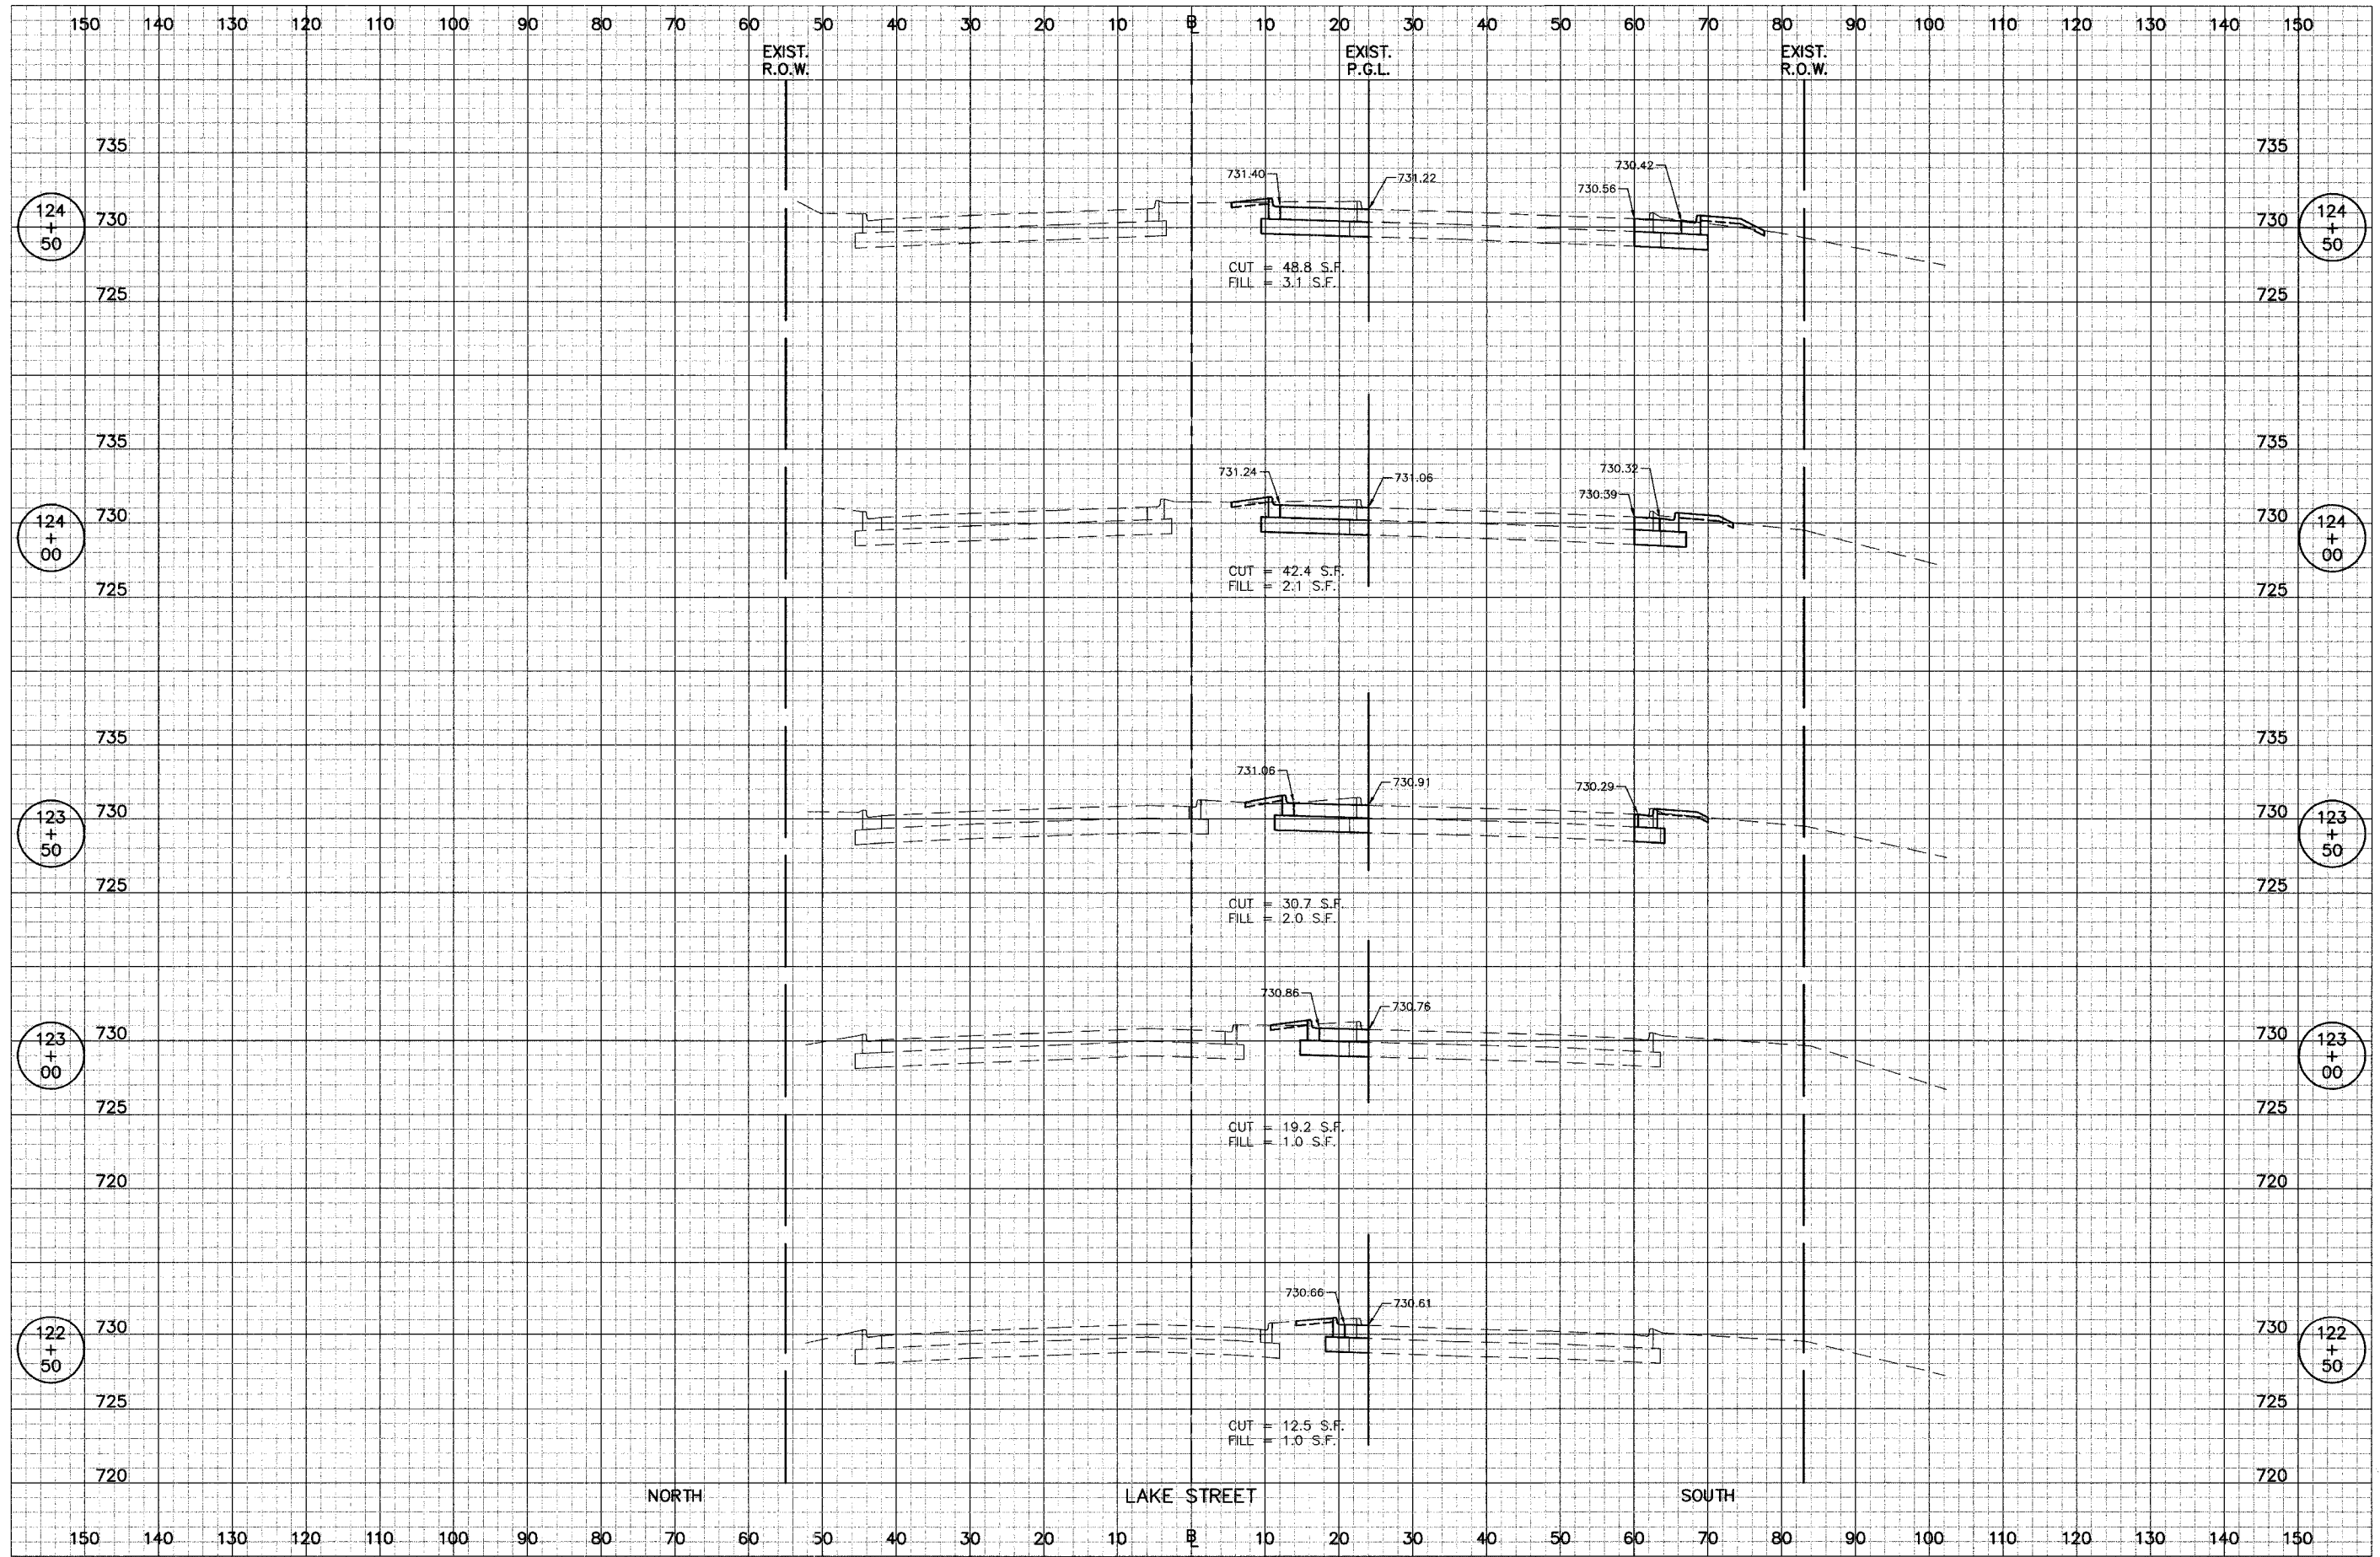 150 140 130 120 110 100 90 80 70 60 50 40 30 20 10 B 10 20 30 40 50 60 70 80 90 100 110 120 130 140 150
EXIST. EXIST. EXIST.
R.O.W. P.G.L. R.O.W.
735 735
730.42
731.40 731.22
730.56
124 730 730 124
+ +
50 50
CUT = 48.8 S.F.
FILL = 3.1 S.F.
725 725
735 735
731.24 731.06 730.32
730.39
124 730 730 124
+ +
00 00
CUT = 42.4 S.F.
FILL = 2.1 S.F.
725 725
735 735
731.06 730.91 730.29
123 730 730 123
+ +
50 50
725 725
CUT = 30.7 S.F.
FILL = 2.0 S.F.
730.86 730.76
123 730 730 123
+ +
00 00
725 725
CUT = 19.2 S.F.
FILL = 1.0 S.F.
720 720
730.66 730.61
122 730 730 122
+ +
50 50
725 725
CUT = 12.5 S.F.
FILL = 1.0 S.F.
720 720
NORTH LAKE STREET SOUTH
150 140 130 120 110 100 90 80 70 60 50 40 30 20 10 B 10 20 30 40 50 60 70 80 90 100 110 120 130 140 150